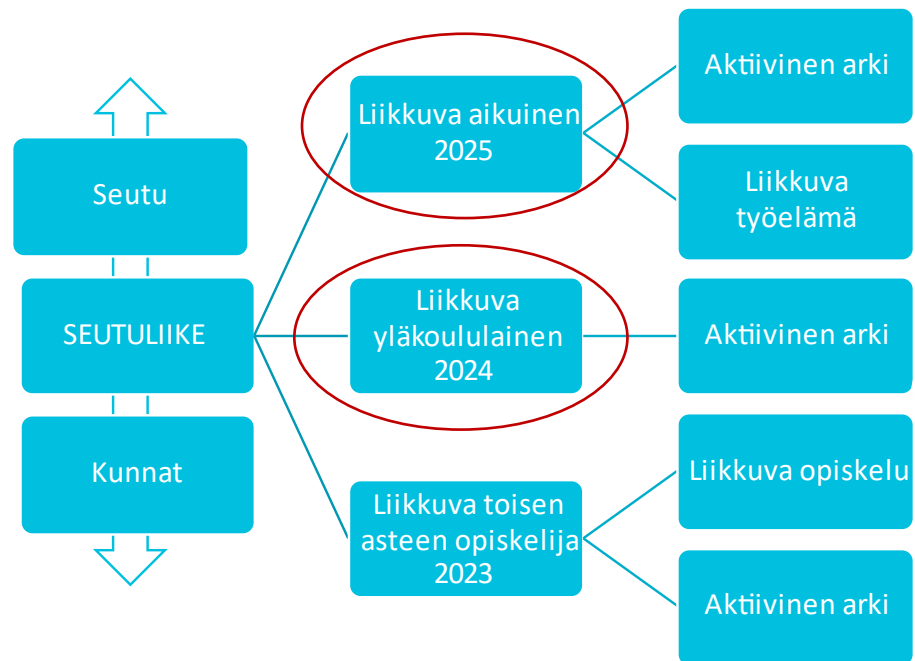 Seutu
SEUTULIIKE
Kunnat
Liikkuva aikuinen
2025
Liikkuva
yläkoululainen
2024
Liikkuva toisen
asteen opiskelija
2023
Aktiivinen arki
Liikkuva
työelämä
Aktiivinen arki
Liikkuva opiskelu
Aktiivinen arki